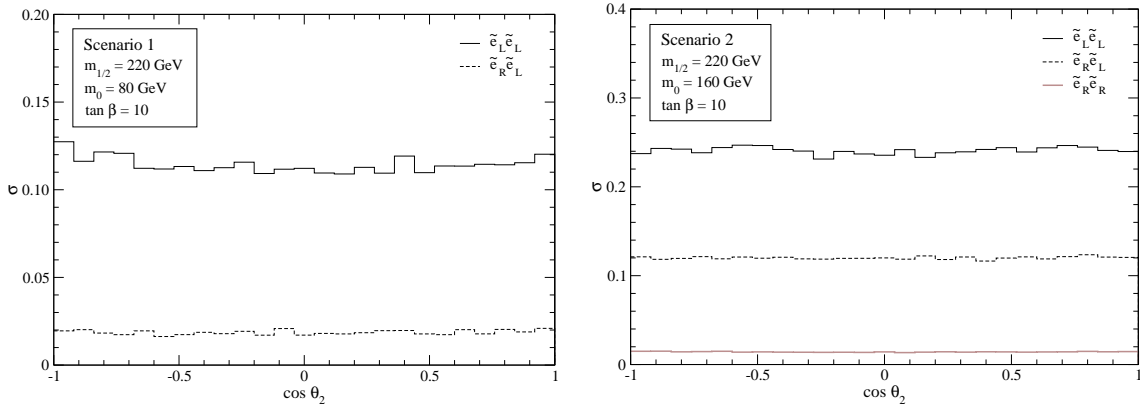 0.20
0.15
0.10
0.05
0
σ
Scenario 1
m1/2 = 220 GeV
m0 = 80 GeV
tan β = 10
ẽLẽL
ẽRẽL
-1 -0.5 0 0.5 1
cos θ2
0.4
0.3
0.2
0.1
0
σ
Scenario 2
m1/2 = 220 GeV
m0 = 160 GeV
tan β = 10
ẽLẽL
ẽRẽL
ẽRẽR
-1 -0.5 0 0.5 1
cos θ2